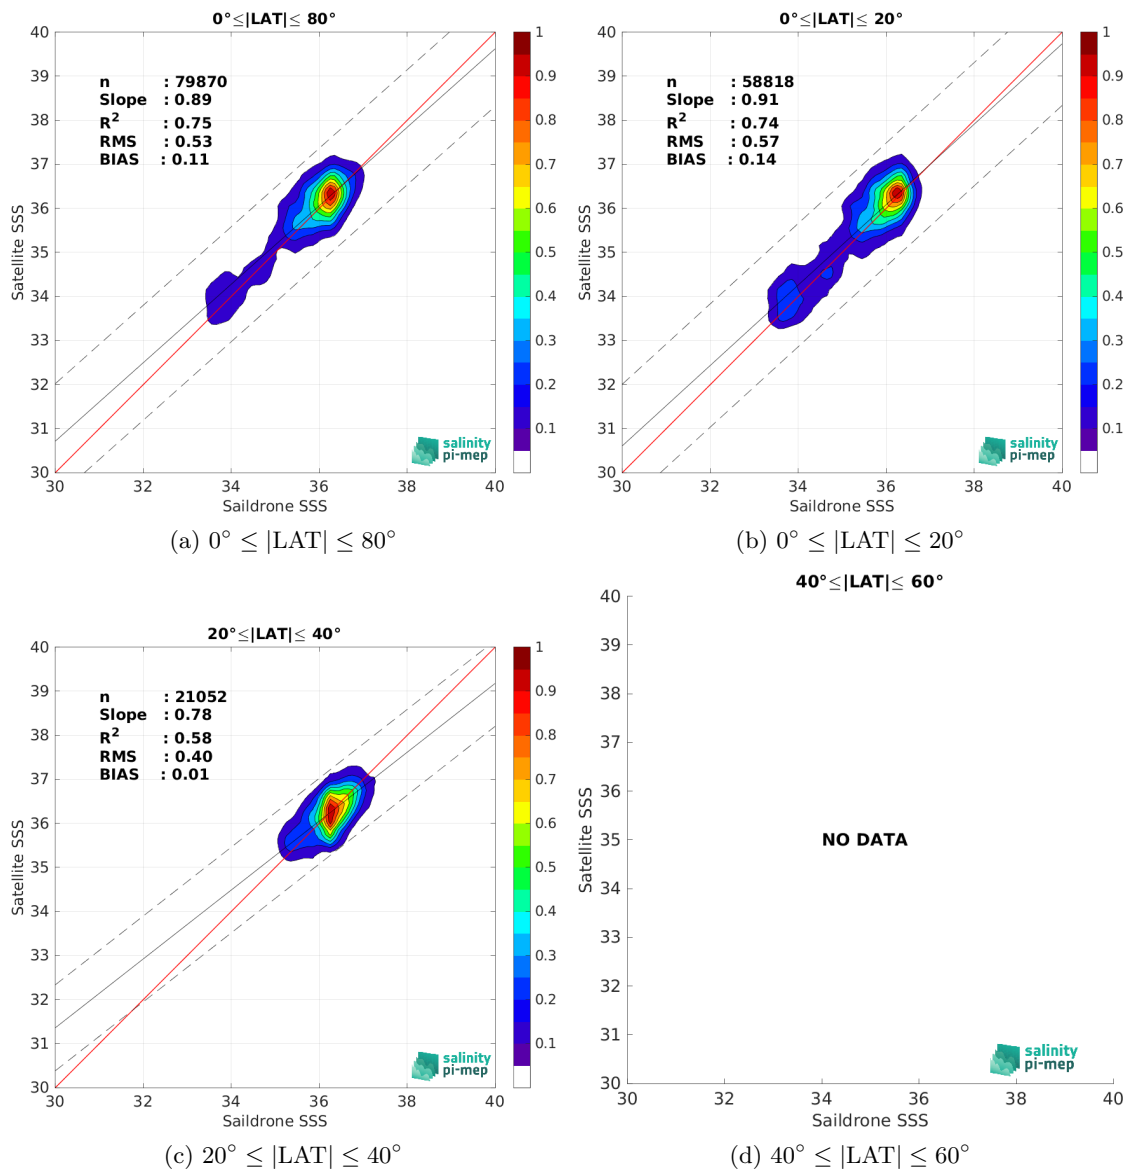 0°≤|LAT|≤ 80°
40
39
38
37
36
35
34
33
32
31
30
Satellite SSS
n : 79870
Slope : 0.89
R² : 0.75
RMS : 0.53
BIAS : 0.11
salinity
pi-mep
30 32 34 36 38 40
Saildrone SSS
1
0.9
0.8
0.7
0.6
0.5
0.4
0.3
0.2
0.1
(a) 0° ≤ |LAT| ≤ 80°
0°≤|LAT|≤ 20°
40
39
38
37
36
35
34
33
32
31
30
Satellite SSS
n : 58818
Slope : 0.91
R² : 0.74
RMS : 0.57
BIAS : 0.14
salinity
pi-mep
30 32 34 36 38 40
Saildrone SSS
1
0.9
0.8
0.7
0.6
0.5
0.4
0.3
0.2
0.1
(b) 0° ≤ |LAT| ≤ 20°
20°≤|LAT|≤ 40°
40
39
38
37
36
35
34
33
32
31
30
Satellite SSS
n : 21052
Slope : 0.78
R² : 0.58
RMS : 0.40
BIAS : 0.01
salinity
pi-mep
30 32 34 36 38 40
Saildrone SSS
1
0.9
0.8
0.7
0.6
0.5
0.4
0.3
0.2
0.1
(c) 20° ≤ |LAT| ≤ 40°
40°≤|LAT|≤ 60°
40
39
38
37
36
35
34
33
32
31
30
Satellite SSS
NO DATA
salinity
pi-mep
30 32 34 36 38 40
Saildrone SSS
(d) 40° ≤ |LAT| ≤ 60°